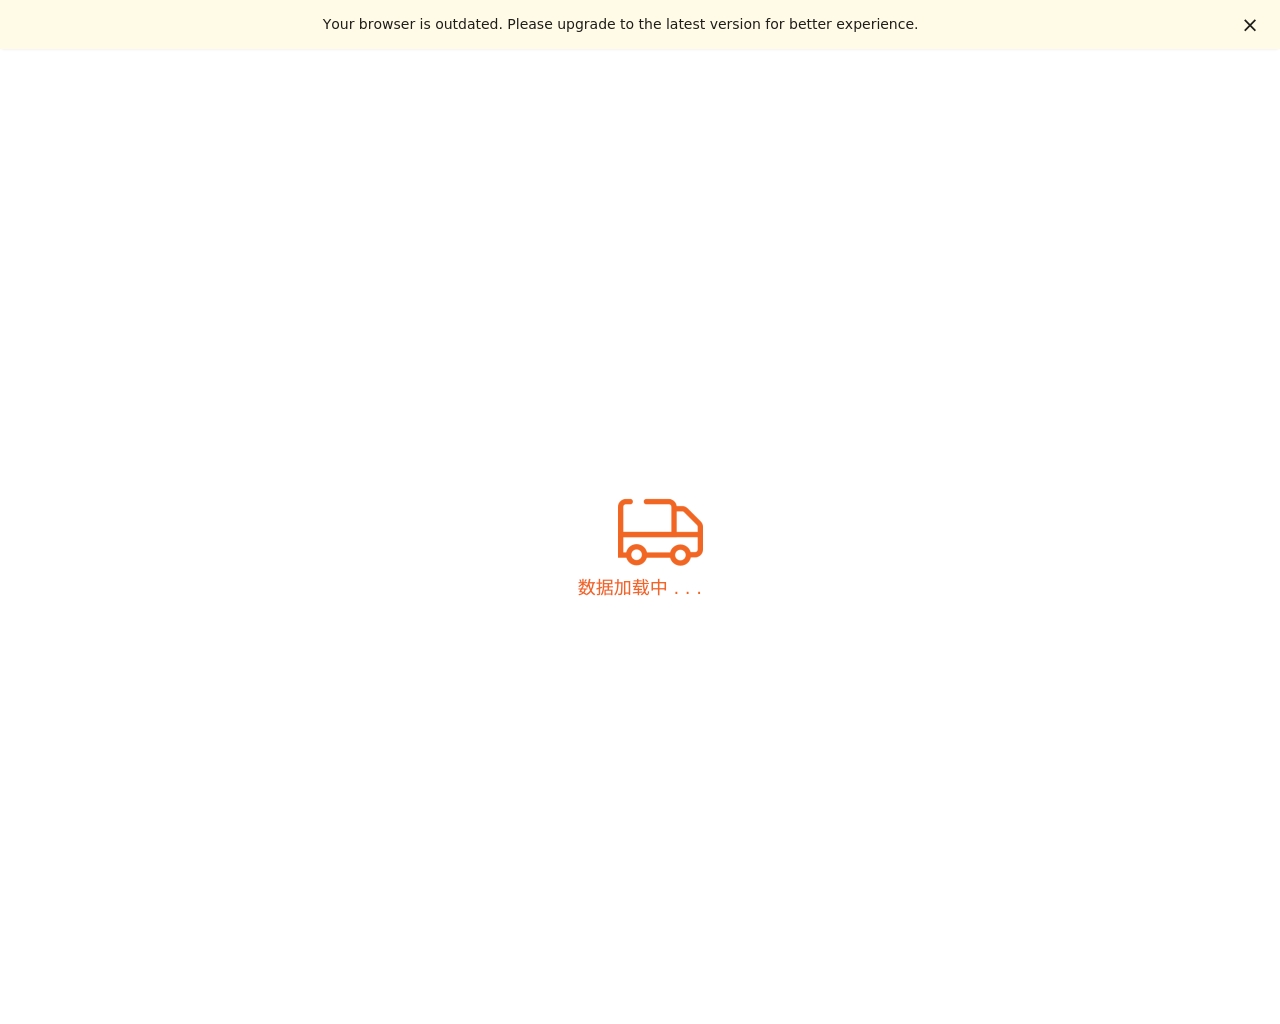 Your browser is outdated. Please upgrade to the latest version for better experience.
数据加载中 . . .